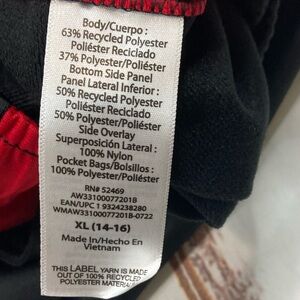 Body/Cuerpo :
63% Recycled Polyester
Poliéster Reciclado
37% Polyester/Poliéster
Bottom Side Panel
Panel Lateral Inferior :
50% Recycled Polyester
Poliéster Reciclado
50% Polyester/Poliéster
Side Overlay
Superposición Lateral :
100% Nylon
Pocket Bags/Bolsillos :
100% Polyester/Poliéster
RN# 52469
AW3310077201B
EAN/UPC 1 9324238280
WMAW3310077201B-0722
XL (14-16)
Made In/Hecho En
Vietnam
THIS LABEL YARN IS MADE
OUT OF 100% RECYCLED
POLYESTER MATERIAL